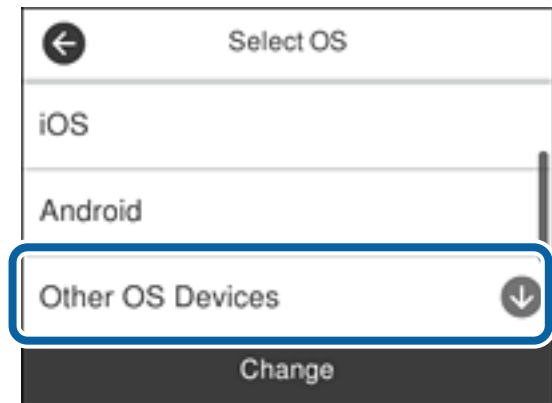 Select OS
iOS
Android
Other OS Devices
Change